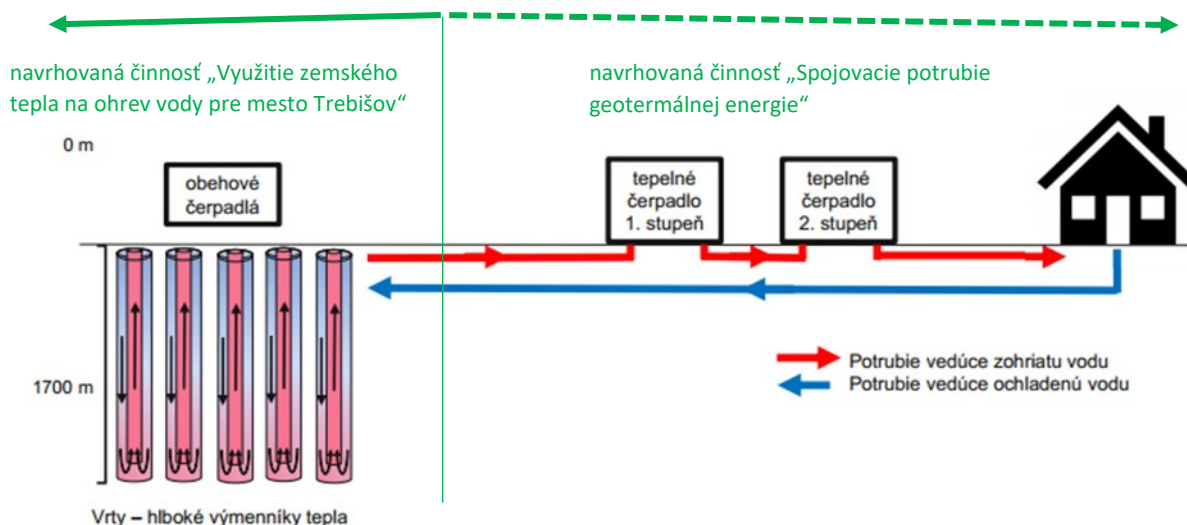 navrhovaná činnosť „Využitie zemského
tepla na ohrev vody pre mesto Trebišov“
navrhovaná činnosť „Spojovacie potrubie
geotermálnej energie“
0 m
obehové
čerpadlá
tepelné
čerpadlo
1. stupeň
tepelné
čerpadlo
2. stupeň
1700 m
Potrubie vedúce zohriatu vodu
Potrubie vedúce ochladenú vodu
Vrty – hlboké výmenníky tepla